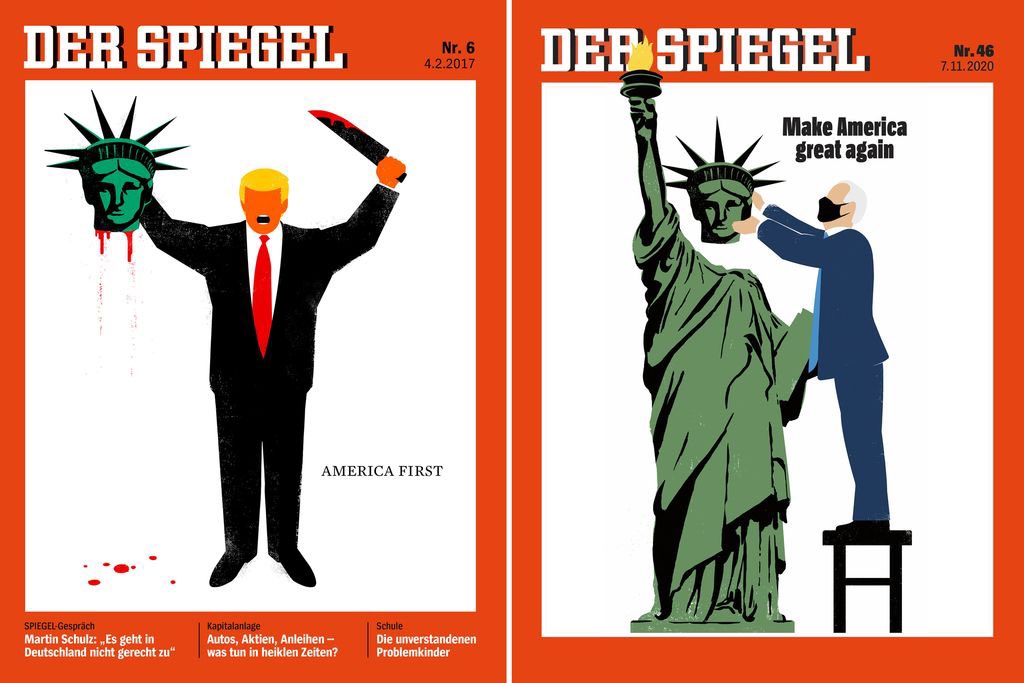 DER SPIEGEL
Nr. 6
4.2.2017
AMERICA FIRST
SPIEGEL-Gespräch
Martin Schulz: „Es geht in
Deutschland nicht gerecht zu“
Kapitalanlage
Autos, Aktien, Anleihen –
was tun in heiklen Zeiten?
Schule
Die unverstandenen
Problemkinder
DER SPIEGEL
Nr. 46
7.11.2020
Make America
great again